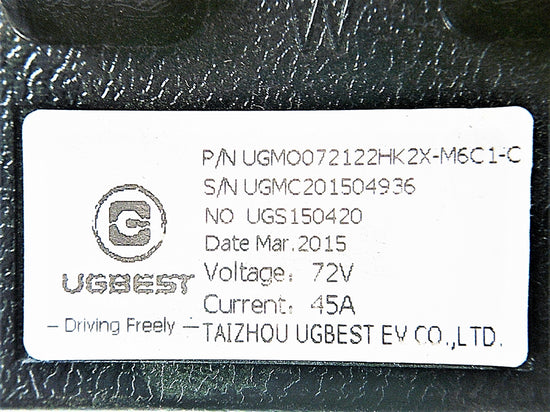 P/N UGMO072122HK2X-M6C1-C
S/N UGMC201504936
NO UGS150420
Date Mar.2015
Voltage: 72V
Current: 45A
TAIZHOU UGBEST EV CO.,LTD.
UGBEST
– Driving Freely –